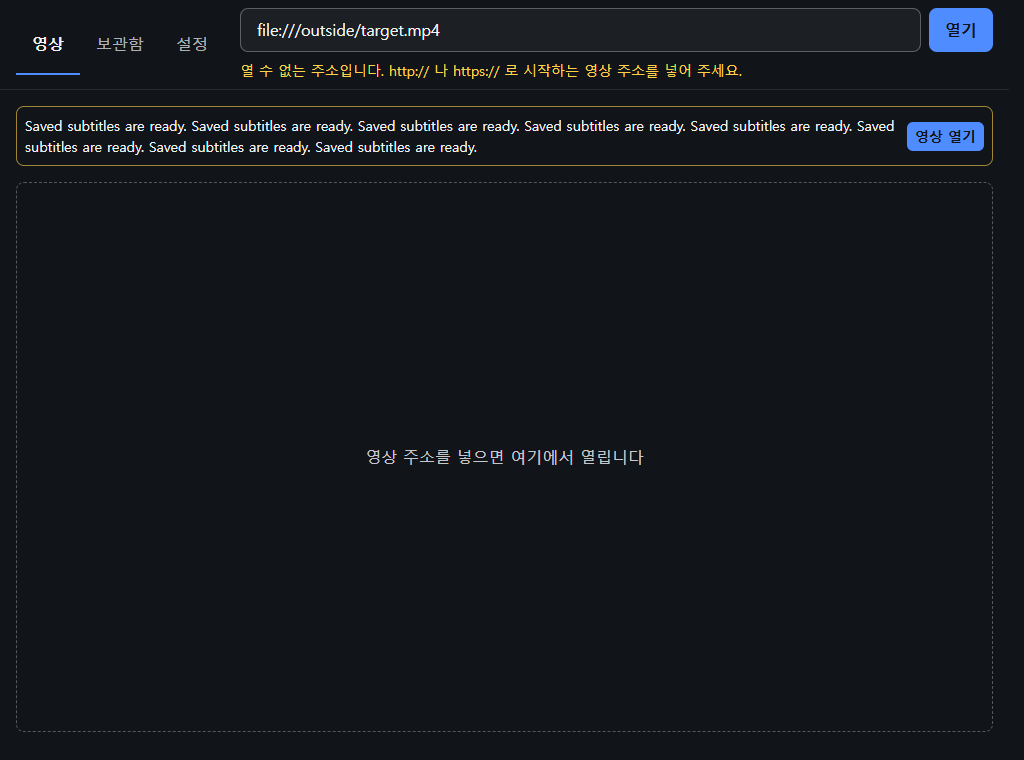 영상 보관함 설정 file:///outside/target.mp4 열기
열 수 없는 주소입니다. http:// 나 https:// 로 시작하는 영상 주소를 넣어 주세요.
Saved subtitles are ready. Saved subtitles are ready. Saved subtitles are ready. Saved subtitles are ready. Saved subtitles are ready. Saved
subtitles are ready. Saved subtitles are ready. Saved subtitles are ready.
영상 열기
영상 주소를 넣으면 여기에서 열립니다